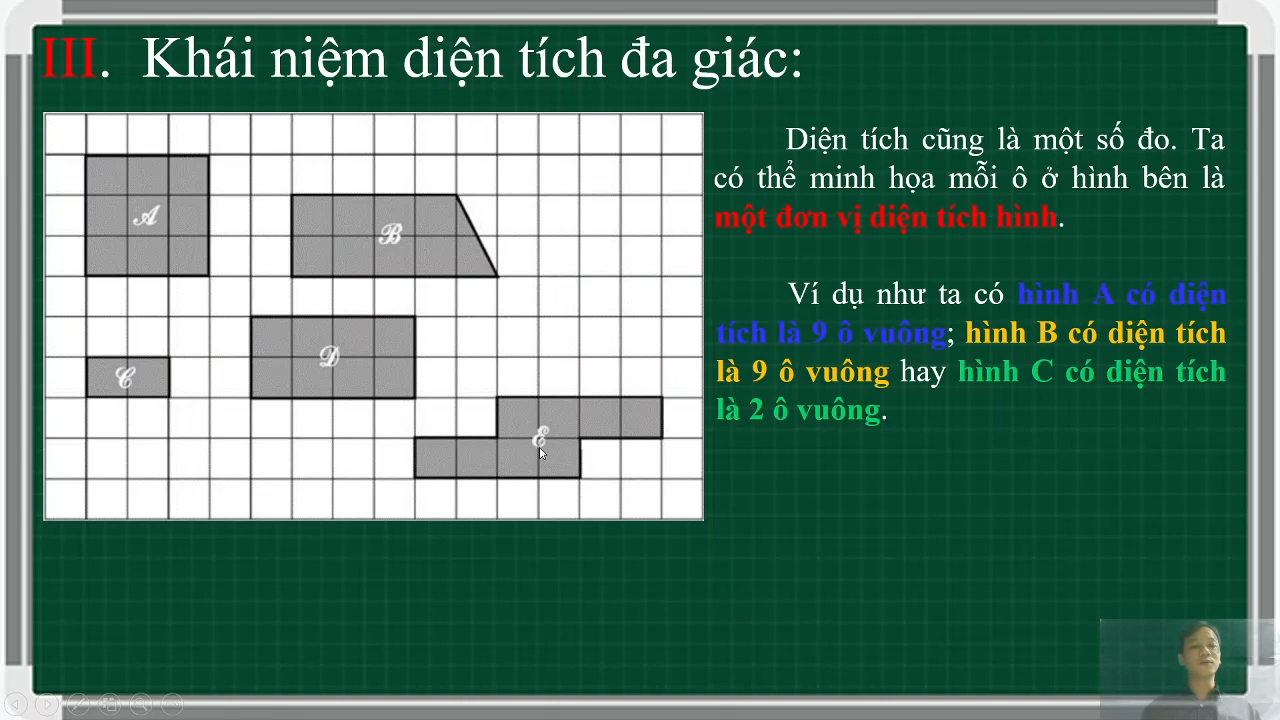 III. Khái niệm diện tích đa giác:
Diện tích cũng là một số đo. Ta
có thể minh họa mỗi ô ở hình bên là
một đơn vị diện tích hình.
Ví dụ như ta có hình A có diện
tích là 9 ô vuông; hình B có diện tích
là 9 ô vuông hay hình C có diện tích
là 2 ô vuông.
A
B
D
C
E